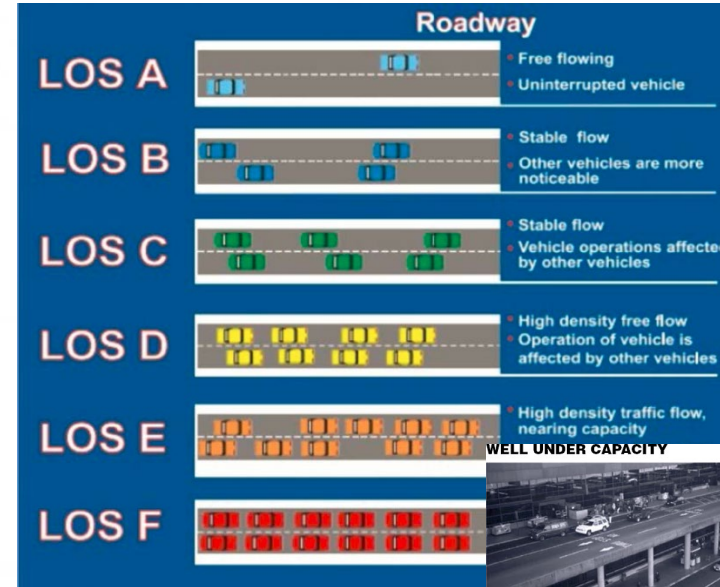 Roadway
LOS A
Free flowing
Uninterrupted vehicle
LOS B
Stable flow
Other vehicles are more
noticeable
LOS C
Stable flow
Vehicle operations affecte
by other vehicles
LOS D
High density free flow
Operation of vehicle is
affected by other vehicles
LOS E
High density traffic flow,
nearing capacity
WELL UNDER CAPACITY
LOS F